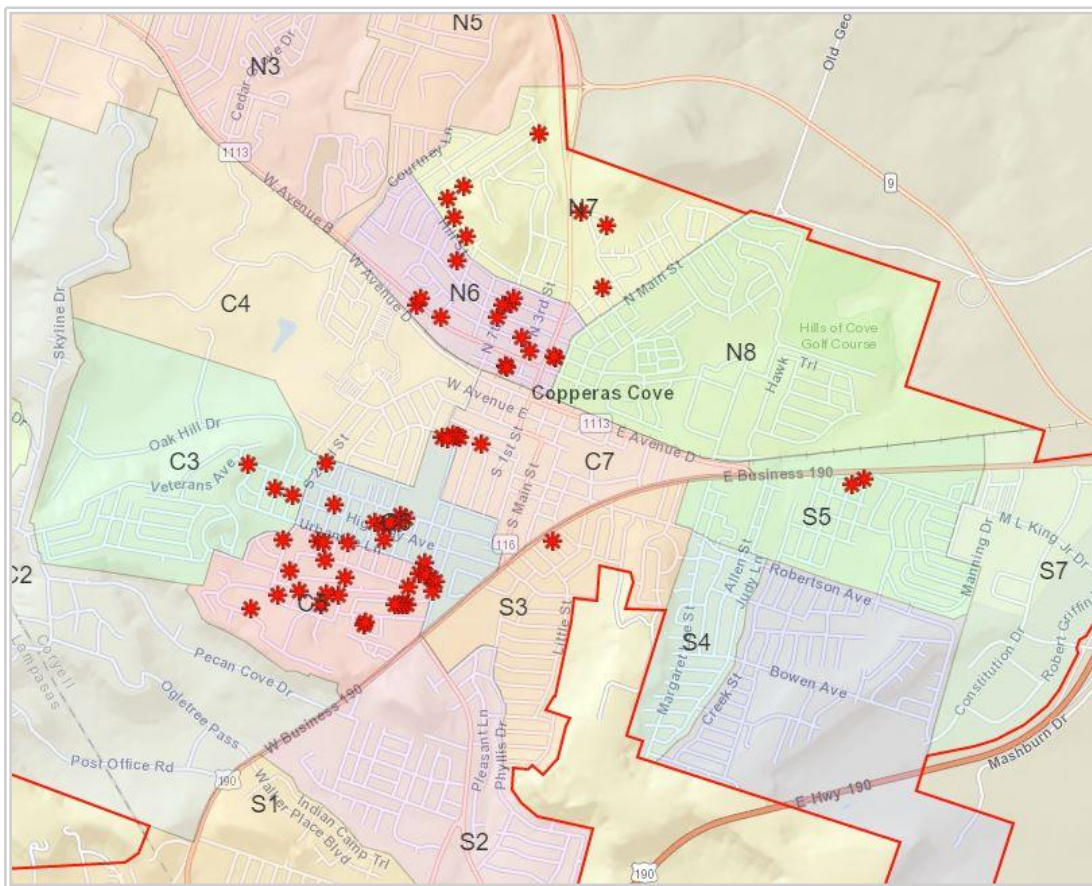 N5
N3
Cedar Grove Dr
Old Geo
1113
Courtney Ln
9
W Avenue B
N7
Skyline Dr
W Avenue D
N6
N Main St
C4
N 7th
N 3rd St
Hills of Cove
Golf Course
N8
Hawk Trl
Copperas Cove
W Avenue E
1113
E Avenue D
Oak Hill Dr
S 1st St
C7
C3
Veterans Ave
E Business 190
S Main St
S5
Urbantke Ln
116
M L King Jr Dr
Manning Dr
Allen St
Judy Ln
Robertson Ave
S7
C2
S3
Little St
S4
Margaret Lee St
Robert Griffin
Constitution Dr
Coryell
Lampasas
Pecan Cove Dr
Bowen Ave
Creek St
Ogletree Pass
W Business 190
Pleasant Ln
Phyllis Dr
Mashburn Dr
Post Office Rd
190
E Hwy 190
S1
Indian Camp Trl
Walker Place Blvd
S2
190